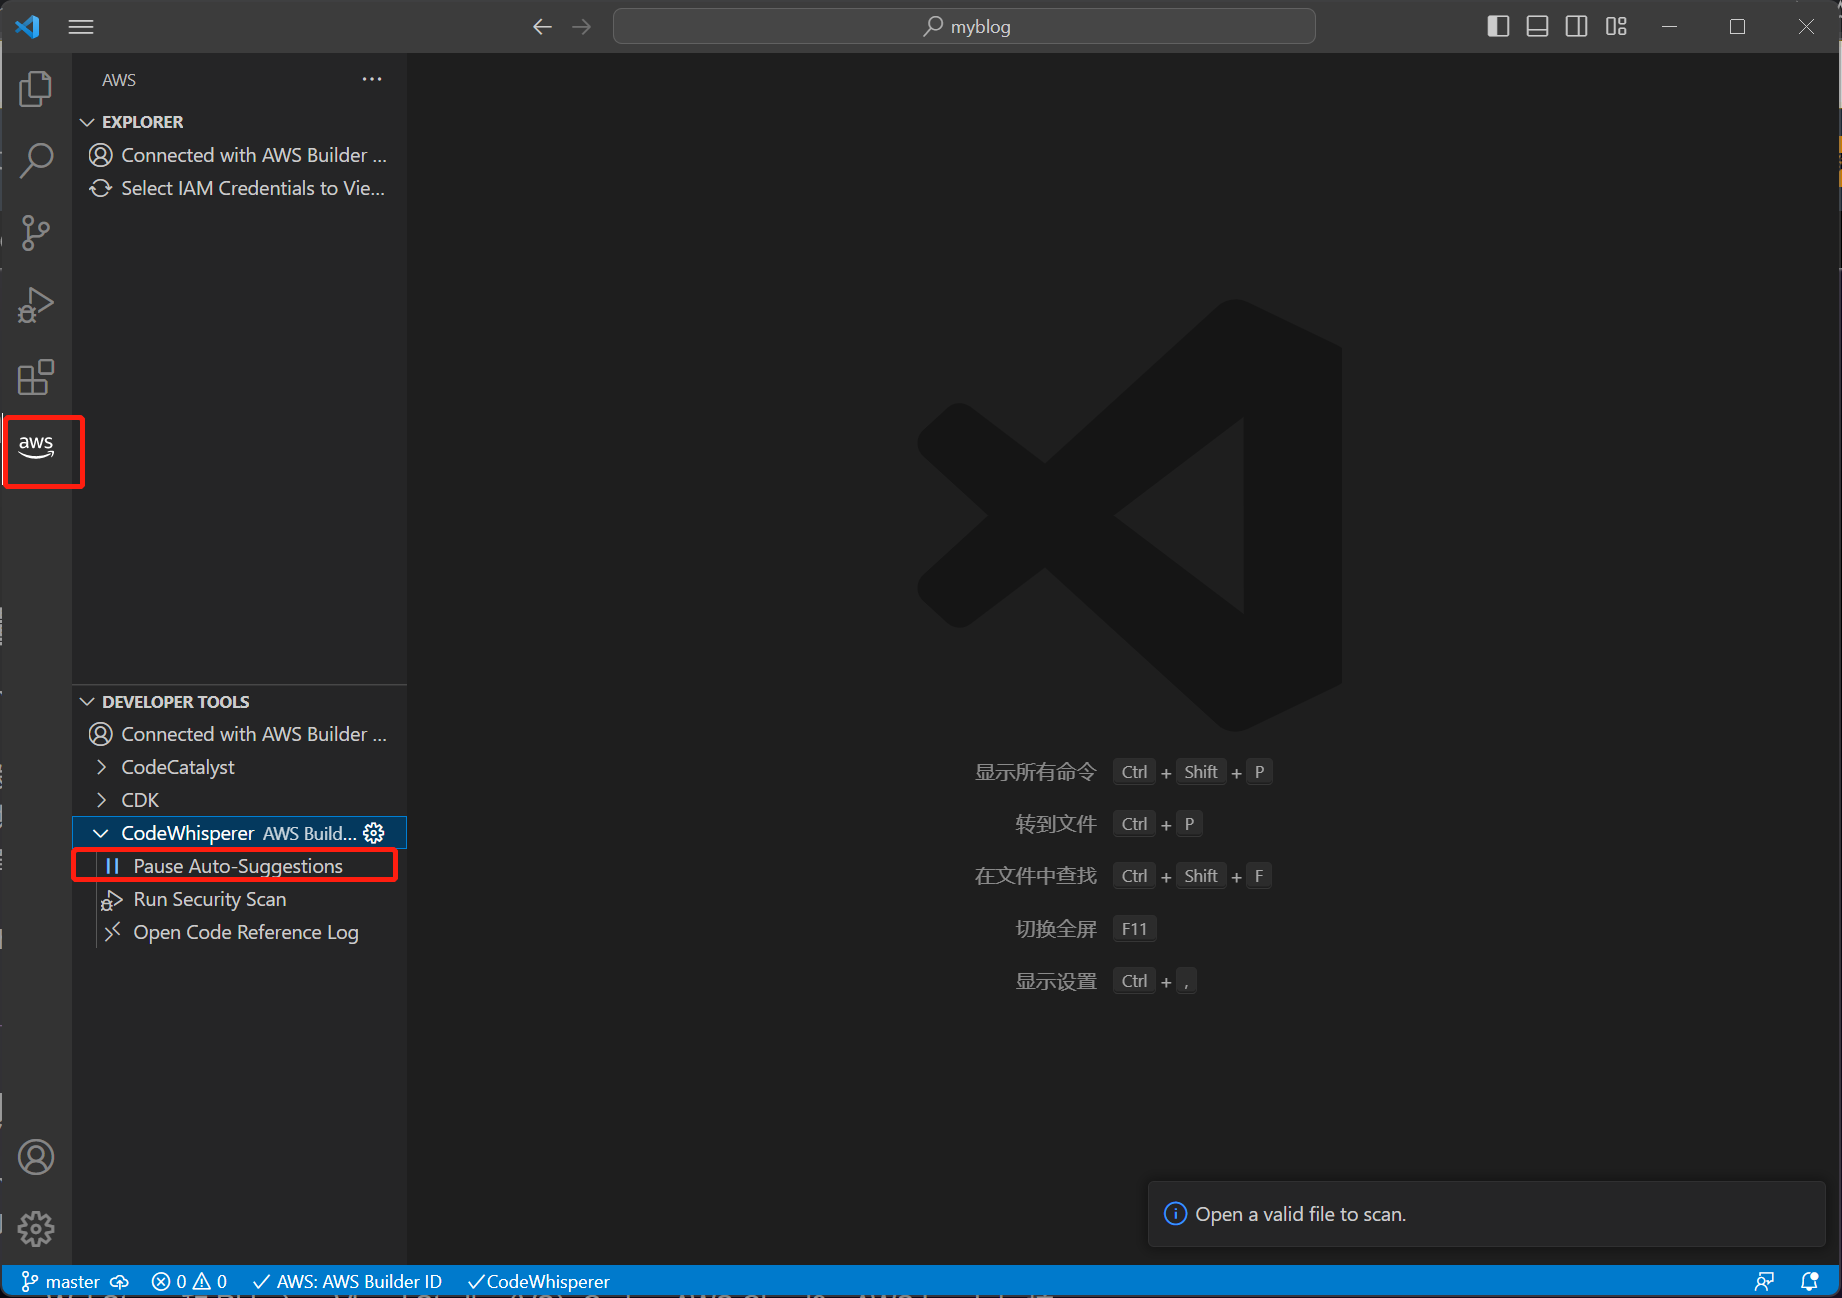 myblog
AWS
EXPLORER
Connected with AWS Builder ...
Select IAM Credentials to Vie...
aws
DEVELOPER TOOLS
Connected with AWS Builder ...
CodeCatalyst
CDK
CodeWhisperer AWS Build...
Pause Auto-Suggestions
Run Security Scan
Open Code Reference Log
显示所有命令 Ctrl + Shift + P
转到文件 Ctrl + P
在文件中查找 Ctrl + Shift + F
切换全屏 F11
显示设置 Ctrl + ,
Open a valid file to scan.
master 0 0 AWS: AWS Builder ID CodeWhisperer